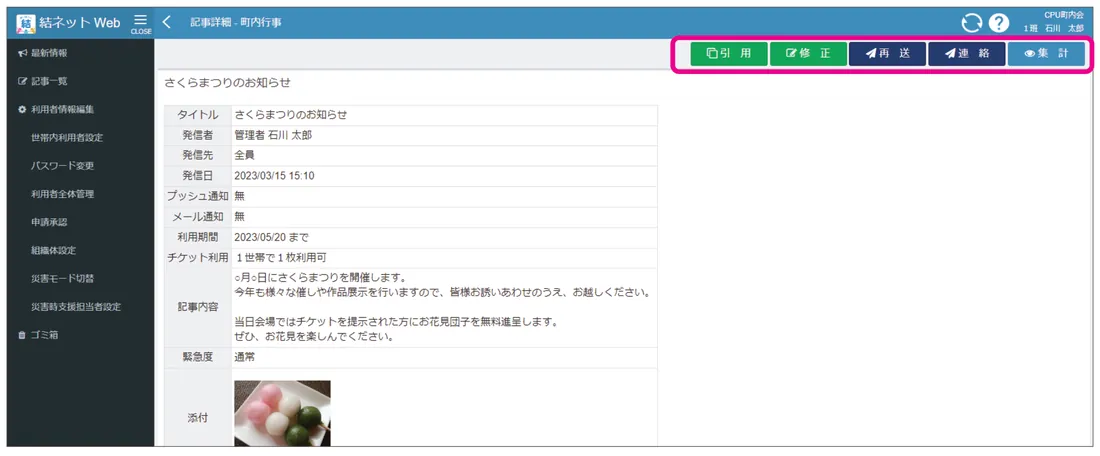 結ネット Web
CLOSE
記事詳細 - 町内行事
CPU町内会
1班 石川 太郎
最新情報
記事一覧
利用者情報編集
世帯内利用者設定
パスワード変更
利用者全体管理
申請承認
組織体設定
災害モード切替
災害時支援担当者設定
ゴミ箱
引 用
修 正
再 送
連 絡
集 計
さくらまつりのお知らせ
タイトル さくらまつりのお知らせ
発信者 管理者 石川 太郎
発信先 全員
発信日 2023/03/15 15:10
プッシュ通知 無
メール通知 無
利用期間 2023/05/20 まで
チケット利用 1世帯で1枚利用可
記事内容
○月○日にさくらまつりを開催します。
今年も様々な催しや作品展示を行いますので、皆様お誘いあわせのうえ、お越しください。
当日会場ではチケットを提示された方にお花見団子を無料進呈します。
ぜひ、お花見を楽しんでください。
緊急度 通常
添付